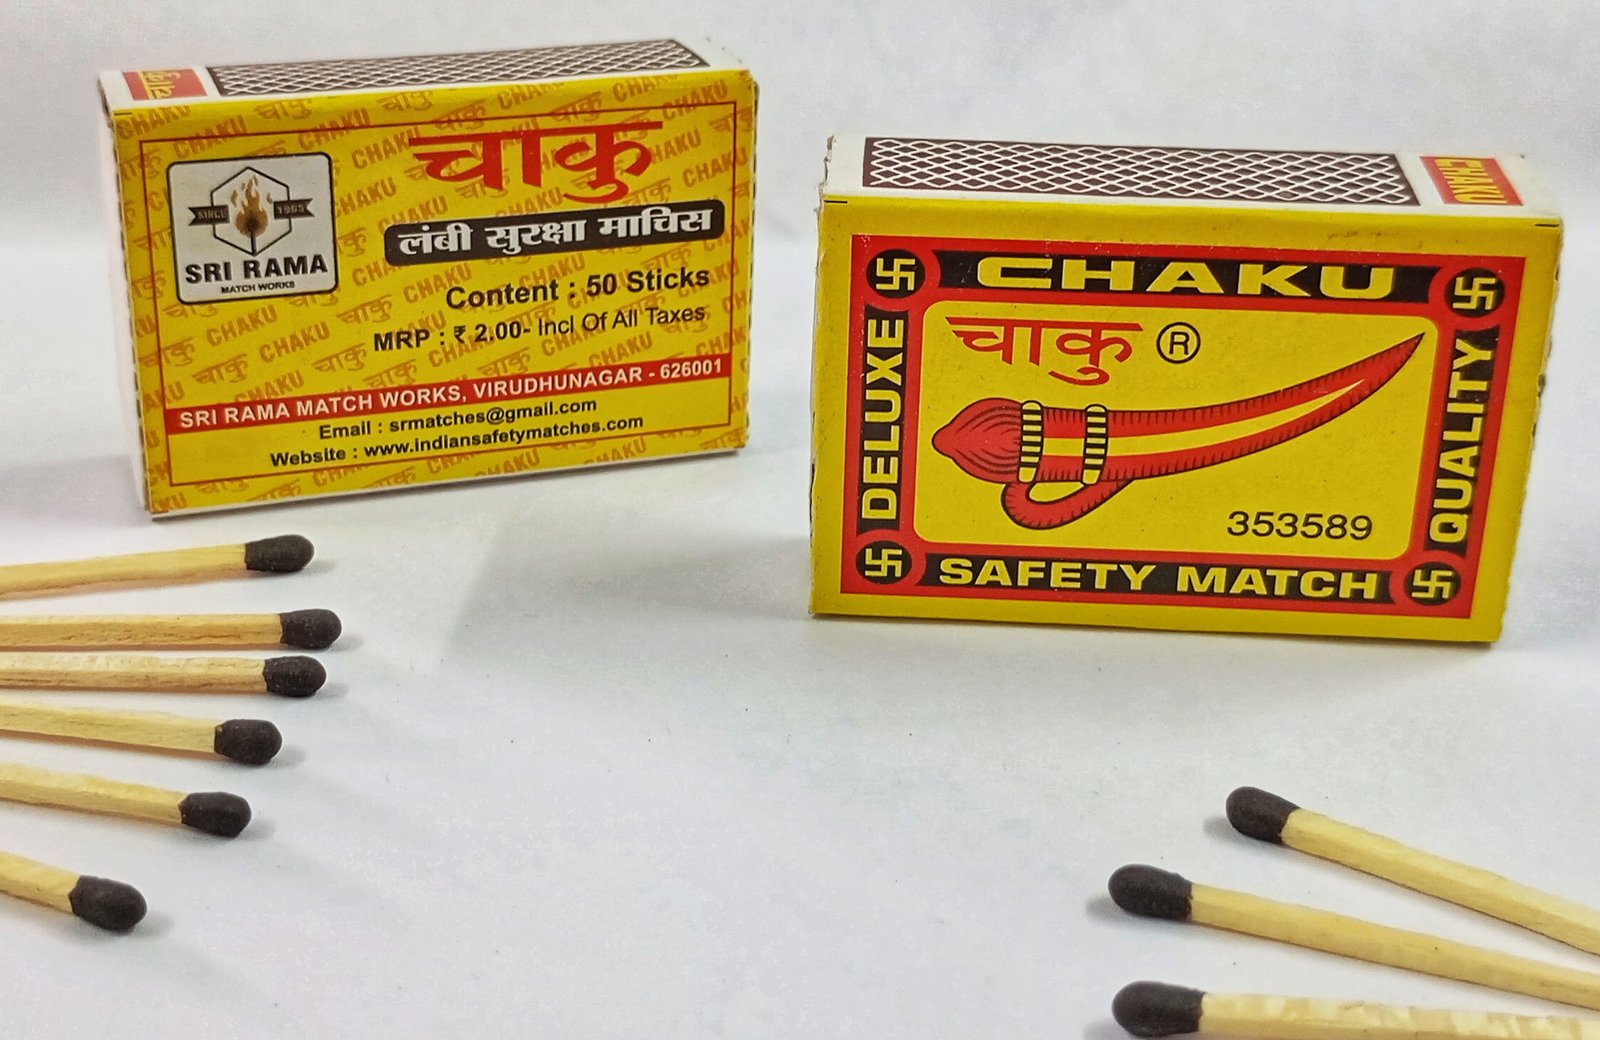 चाकु
SINCE 1965
SRI RAMA
MATCH WORKS
चाकु
लंबी सुरक्षा माचिस
Content : 50 Sticks
MRP : ₹ 2.00- Incl Of All Taxes
SRI RAMA MATCH WORKS, VIRUDHUNAGAR - 626001
Email : srmatches@gmail.com
Website : www.indiansafetymatches.com
CHAKU
CHAKU
चाकु ®
DELUXE
QUALITY
353589
SAFETY MATCH